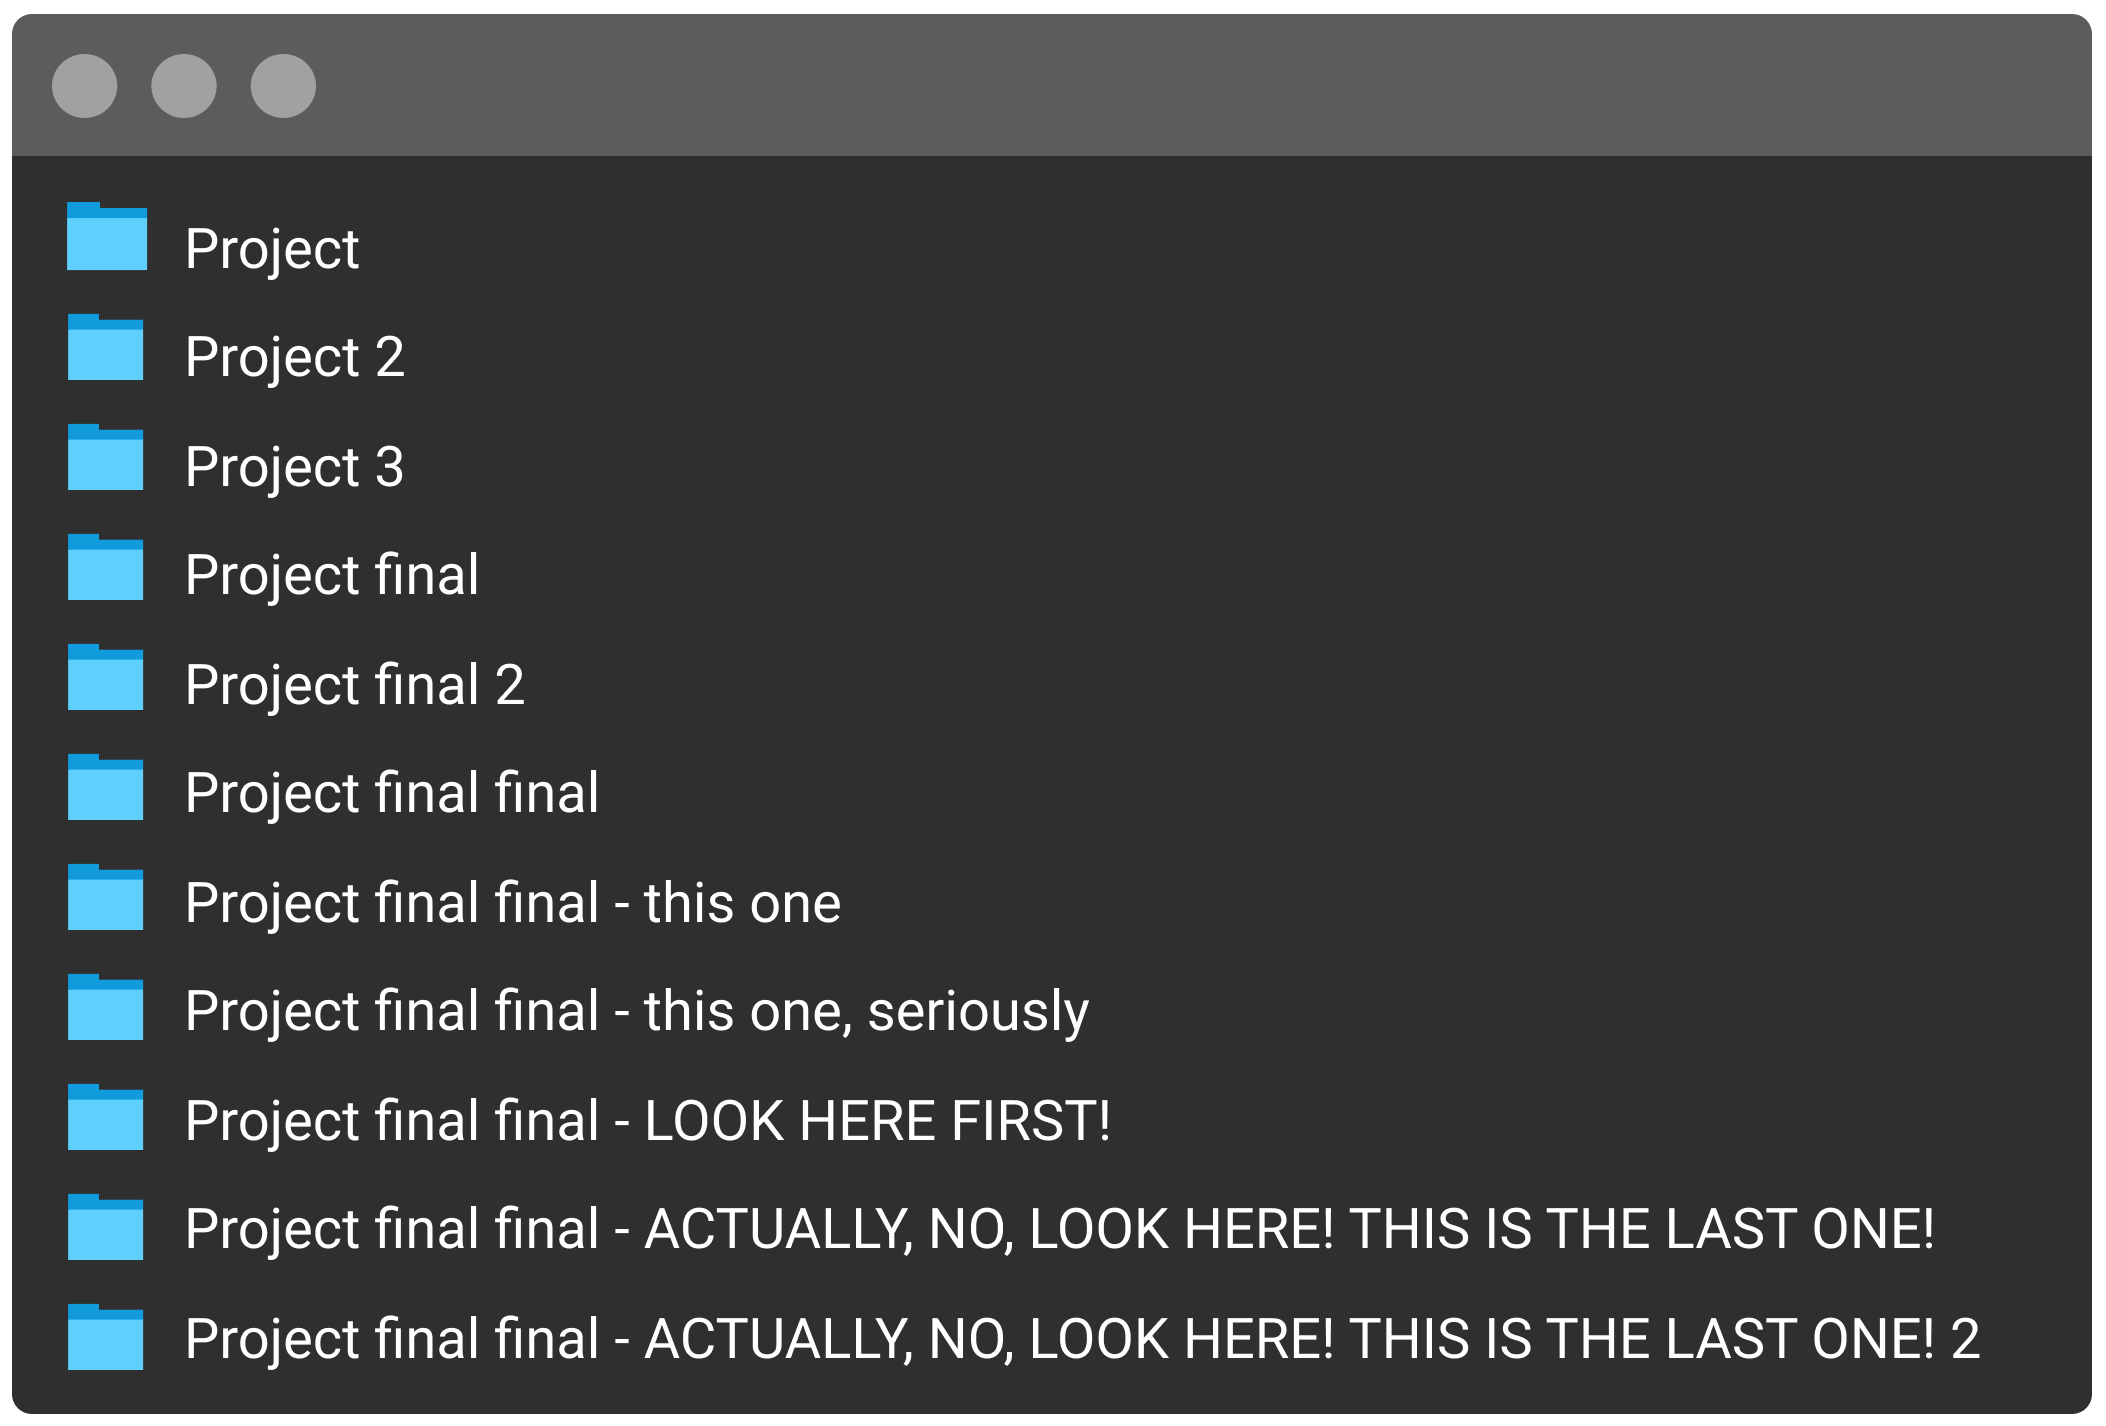 Project
Project 2
Project 3
Project final
Project final 2
Project final final
Project final final - this one
Project final final - this one, seriously
Project final final - LOOK HERE FIRST!
Project final final - ACTUALLY, NO, LOOK HERE! THIS IS THE LAST ONE!
Project final final - ACTUALLY, NO, LOOK HERE! THIS IS THE LAST ONE! 2